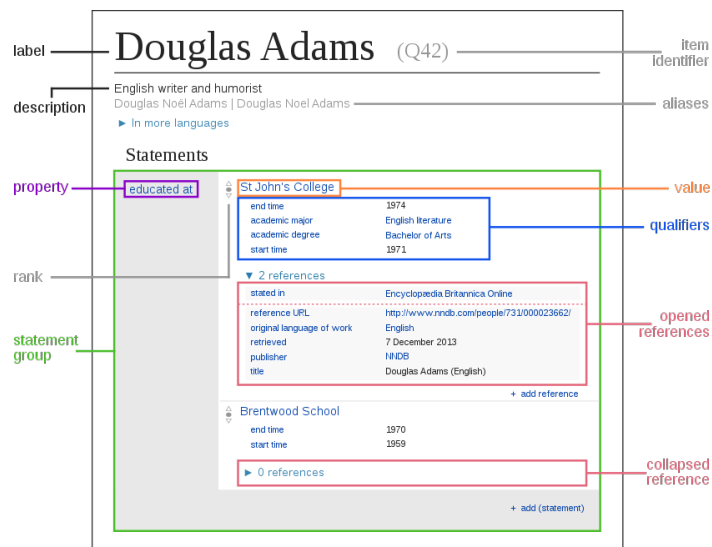 label
Douglas Adams (Q42)
item
identifier
description
English writer and humorist
Douglas Noël Adams | Douglas Noel Adams
aliases
► In more languages
Statements
property
educated at
St John's College
value
end time 1974
academic major English literature
academic degree Bachelor of Arts
start time 1971
qualifiers
rank
▼ 2 references
stated in Encyclopædia Britannica Online
reference URL http://www.nndb.com/people/731/000023662/
original language of work English
retrieved 7 December 2013
publisher NNDB
title Douglas Adams (English)
opened
references
statement
group
+ add reference
Brentwood School
end time 1970
start time 1959
► 0 references
collapsed
reference
+ add (statement)